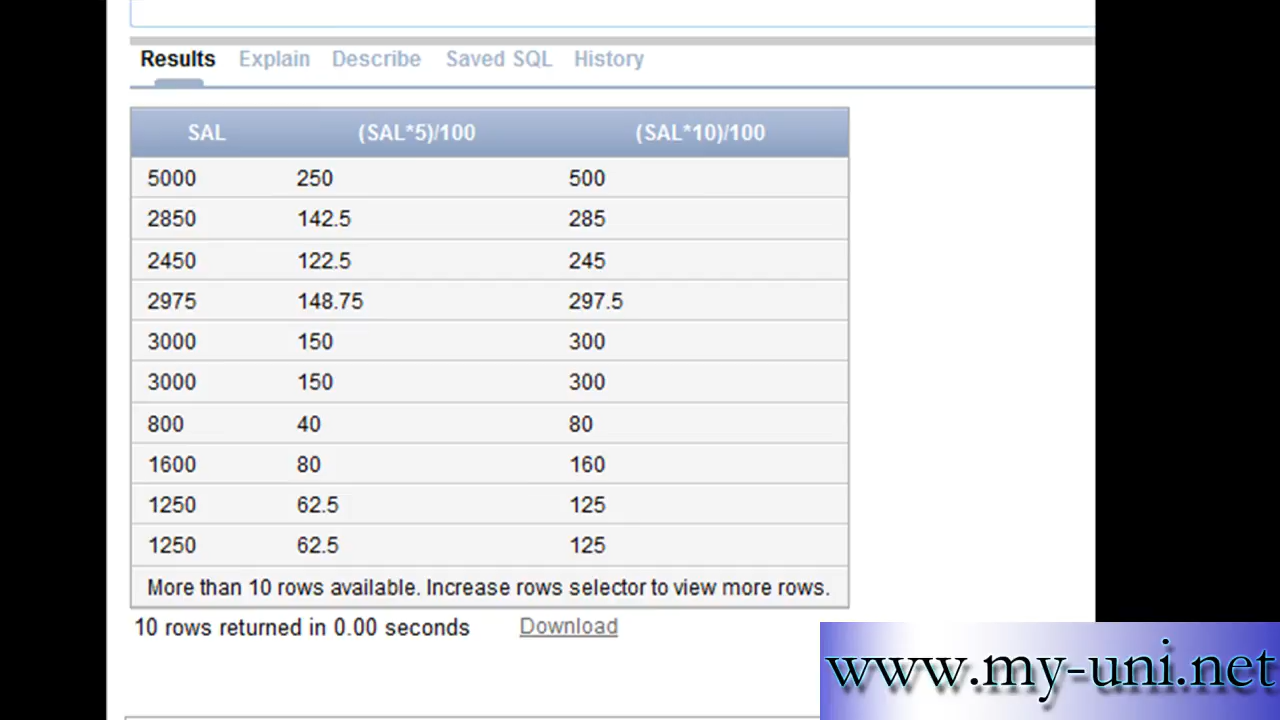 Results Explain Describe Saved SQL History
SAL (SAL*5)/100 (SAL*10)/100
5000 250 500
2850 142.5 285
2450 122.5 245
2975 148.75 297.5
3000 150 300
3000 150 300
800 40 80
1600 80 160
1250 62.5 125
1250 62.5 125
More than 10 rows available. Increase rows selector to view more rows.
10 rows returned in 0.00 seconds Download
www.my-uni.net